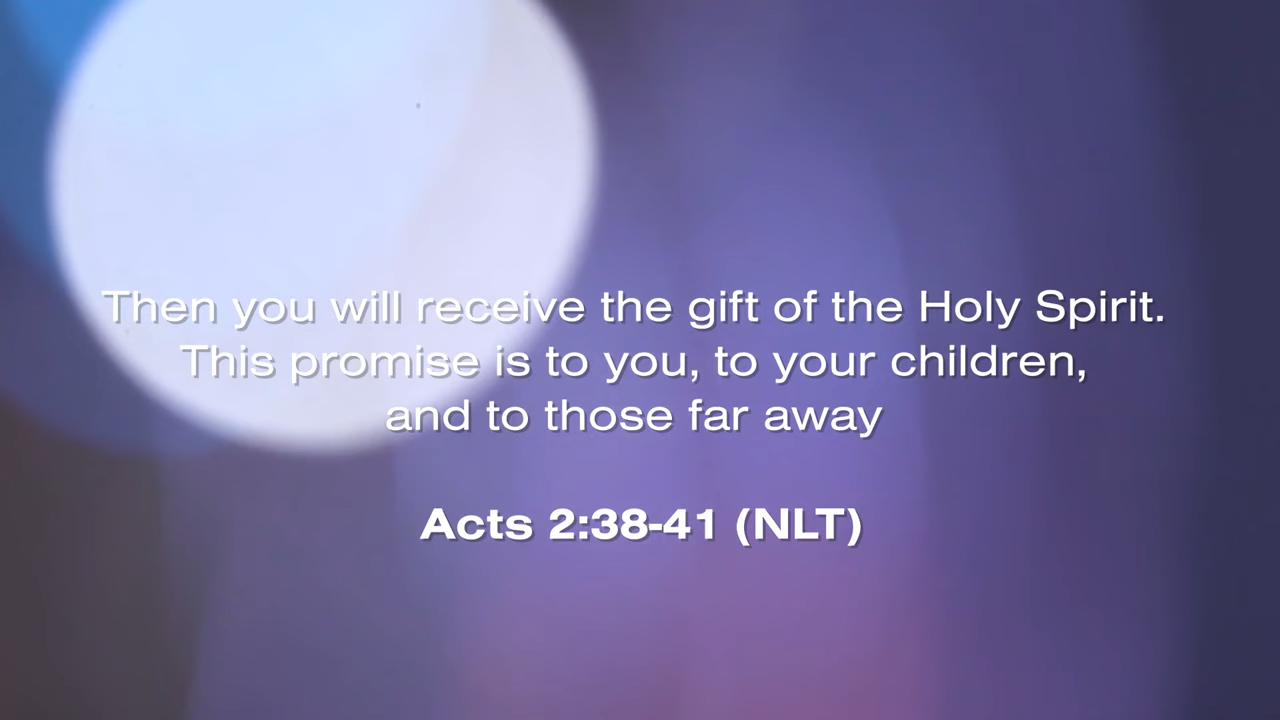 Then you will receive the gift of the Holy Spirit.
This promise is to you, to your children,
and to those far away
Acts 2:38-41 (NLT)